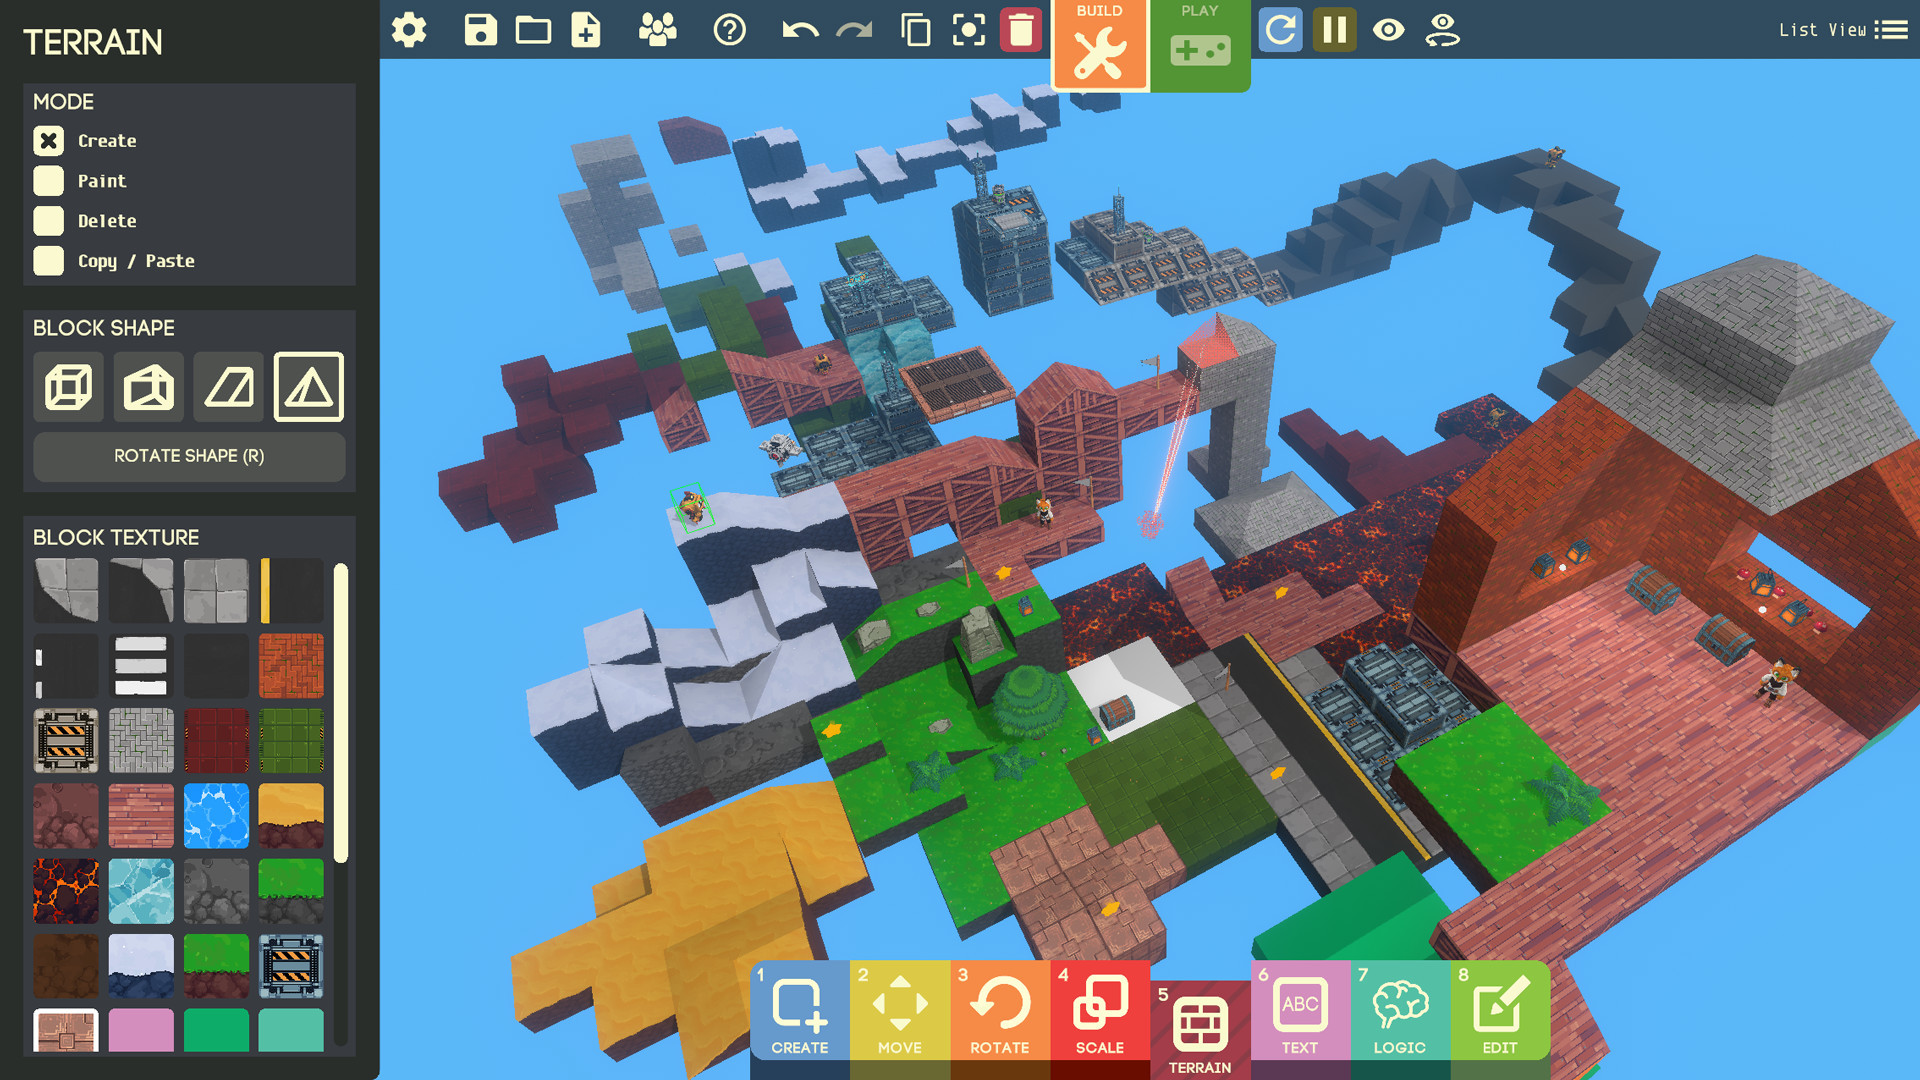 TERRAIN
MODE
Create
Paint
Delete
Copy / Paste
BLOCK SHAPE
ROTATE SHAPE (R)
BLOCK TEXTURE
BUILD
PLAY
List View
1
CREATE
2
MOVE
3
ROTATE
4
SCALE
5
TERRAIN
6
ABC
TEXT
7
LOGIC
8
EDIT